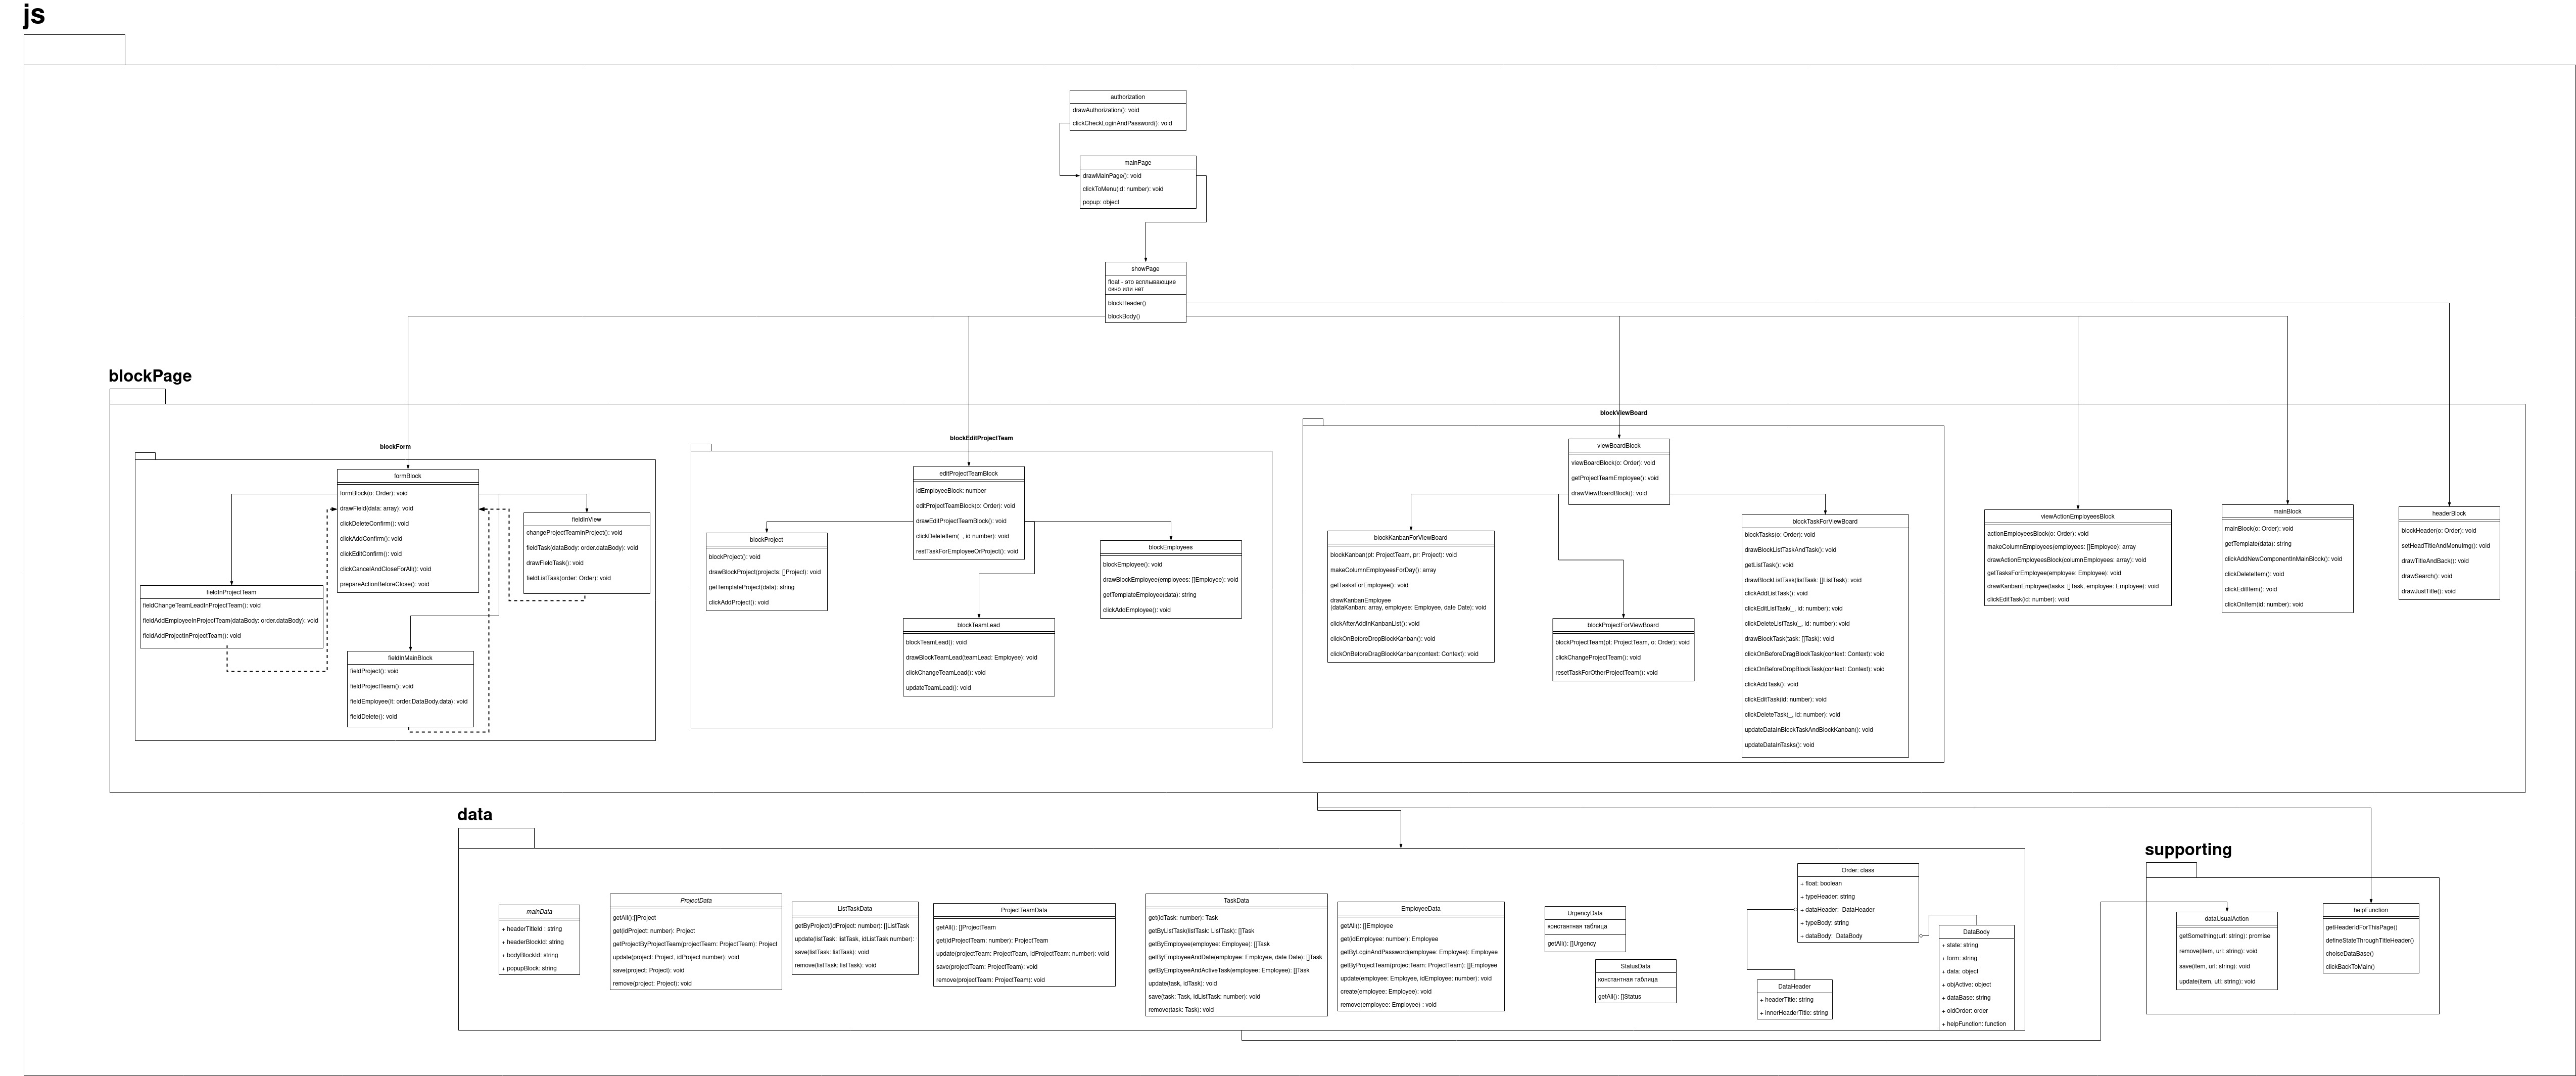 js
authorization
drawAuthorization(): void
clickCheckLoginAndPassword(): void
mainPage
drawMainPage(): void
clickToMenu(id: number): void
popup: object
showPage
float - это всплывающие
окно или нет
blockHeader()
blockBody()
blockPage
blockForm
formBlock
formBlock(o: Order): void
drawField(data: array): void
clickDeleteConfirm(): void
clickAddConfirm(): void
clickEditConfirm(): void
clickCancelAndCloseForAll(): void
prepareActionBeforeClose(): void
fieldInView
changeProjectTeamInProject(): void
fieldTask(dataBody: order.dataBody): void
drawFieldTask(): void
fieldListTask(order: Order): void
fieldInProjectTeam
fieldChangeTeamLeadInProjectTeam(): void
fieldAddEmployeeInProjectTeam(dataBody: order.dataBody): void
fieldAddProjectInProjectTeam(): void
fieldInMainBlock
fieldProject(): void
fieldProjectTeam(): void
fieldEmployee(it: order.DataBody.data): void
fieldDelete(): void
blockEditProjectTeam
editProjectTeamBlock
idEmployeeBlock: number
editProjectTeamBlock(o: Order): void
drawEditProjectTeamBlock(): void
clickDeleteItem(_, id number): void
restTaskForEmployeeOrProject(): void
blockProject
blockProject(): void
drawBlockProject(projects: []Project): void
getTemplateProject(data): string
clickAddProject(): void
blockEmployees
blockEmployee(): void
drawBlockEmployee(employees: []Employee): void
getTemplateEmployee(data): string
clickAddEmployee(): void
blockTeamLead
blockTeamLead(): void
drawBlockTeamLead(teamLead: Employee): void
clickChangeTeamLead(): void
updateTeamLead(): void
blockViewBoard
viewBoardBlock
viewBoardBlock(o: Order): void
getProjectTeamEmployee(): void
drawViewBoardBlock(): void
blockKanbanForViewBoard
blockKanban(pt: ProjectTeam, pr: Project): void
makeColumnEmployeesForDay(): array
getTasksForEmployee(): void
drawKanbanEmployee
(dataKanban: array, employee: Employee, date Date): void
clickAfterAddInKanbanList(): void
clickOnBeforeDropBlockKanban(): void
clickOnBeforeDragBlockKanban(context: Context): void
blockProjectForViewBoard
blockProjectTeam(pt: ProjectTeam, o: Order): void
clickChangeProjectTeam(): void
resetTaskForOtherProjectTeam(): void
blockTaskForViewBoard
blockTasks(o: Order): void
drawBlockListTaskAndTask(): void
getListTask(): void
drawBlockListTask(listTask: []ListTask): void
clickAddListTask(): void
clickEditListTask(_, id: number): void
clickDeleteListTask(_, id: number): void
drawBlockTask(task: []Task): void
clickOnBeforeDragBlockTask(context: Context): void
clickOnBeforeDropBlockTask(context: Context): void
clickAddTask(): void
clickEditTask(id: number): void
clickDeleteTask(_, id: number): void
updateDataInBlockTaskAndBlockKanban(): void
updateDataInTasks(): void
viewActionEmployeesBlock
actionEmployeesBlock(o: Order): void
makeColumnEmployees(employees: []Employee): array
drawActionEmployeesBlock(columnEmployees: array): void
getTasksForEmployee(employee: Employee): void
drawKanbanEmployee(tasks: []Task, employee: Employee): void
clickEditTask(id: number): void
mainBlock
mainBlock(o: Order): void
getTemplate(data): string
clickAddNewComponentInMainBlock(): void
clickDeleteItem(): void
clickEditItem(): void
clickOnItem(id: number): void
headerBlock
blockHeader(o: Order): void
setHeadTitleAndMenuImg(): void
drawTitleAndBack(): void
drawSearch(): void
drawJustTitle(): void
data
mainData
+ headerTitleId : string
+ headerBlockId: string
+ bodyBlockId: string
+ popupBlock: string
ProjectData
getAll():[]Project
get(idProject: number): Project
getProjectByProjectTeam(projectTeam: ProjectTeam): Project
update(project: Project, idProject number): void
save(project: Project): void
remove(project: Project): void
ListTaskData
getByProject(idProject: number): []ListTask
update(listTask: listTask, idListTask number):
save(listTask: listTask): void
remove(listTask: listTask): void
ProjectTeamData
getAll: []ProjectTeam
get(idProjectTeam: number): ProjectTeam
update(projectTeam: ProjectTeam, idProjectTeam: number): void
save(projectTeam: ProjectTeam): void
remove(projectTeam: ProjectTeam): void
TaskData
get(idTask: number): Task
getByListTask(listTask: ListTask): []Task
getByEmployee(employee: Employee): []Task
getByEmployeeAndDate(employee: Employee, date Date): []Task
getByEmployeeAndActiveTask(employee: Employee): []Task
update(task, idTask): void
save(task: Task, idListTask: number): void
remove(task: Task): void
EmployeeData
getAll: []Employee
get(idEmployee: number): Employee
getByLoginAndPassword(employee: Employee): Employee
getByProjectTeam(projectTeam: ProjectTeam): []Employee
update(employee: Employee, idEmployee: number): void
create(employee: Employee): void
remove(employee: Employee) : void
UrgencyData
константная таблица
getAll: []Urgency
StatusData
константная таблица
getAll: []Status
Order: class
+ float: boolean
+ typeHeader: string
+ dataHeader: DataHeader
+ typeBody: string
+ dataBody: DataBody
DataHeader
+ headerTitle: string
+ innerHeaderTitle: string
DataBody
+ state: string
+ form: string
+ data: object
+ objActive: object
+ dataBase: string
+ oldOrder: order
+ helpFunction: function
supporting
dataUsualAction
getSomething(url: string): promise
remove(item, url: string): void
save(item, url: string): void
update(item, utl: string): void
helpFunction
getHeaderIdForThisPage()
defineStateThroughTitleHeader()
choiseDataBase()
clickBackToMain()